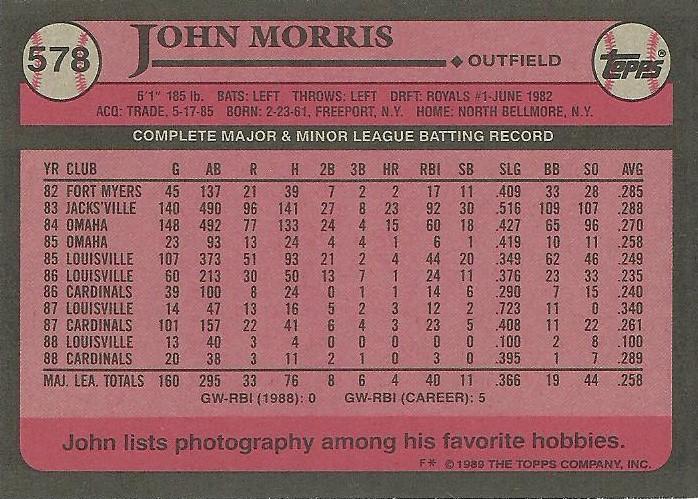 578 JOHN MORRIS
OUTFIELD
TOPPS
6'1" 185 lb. BATS: LEFT THROWS: LEFT DRFT: ROYALS #1-JUNE 1982
ACQ: TRADE, 5-17-85 BORN: 2-23-61, FREEPORT, N.Y. HOME: NORTH BELLMORE, N.Y.
COMPLETE MAJOR & MINOR LEAGUE BATTING RECORD
YR CLUB G AB R H 2B 3B HR RBI SB SLG BB SO AVG
82 FORT MYERS 45 137 21 39 7 2 2 17 11 .409 33 28 .285
83 JACKS'VILLE 140 490 96 141 27 8 23 92 30 .516 109 107 .288
84 OMAHA 148 492 77 133 24 4 15 60 18 .427 65 96 .270
85 OMAHA 23 93 13 24 4 4 1 6 1 .419 10 11 .258
85 LOUISVILLE 107 373 51 93 21 2 4 44 20 .349 62 46 .249
86 LOUISVILLE 60 213 30 50 13 7 1 24 11 .376 23 33 .235
86 CARDINALS 39 100 8 24 0 1 1 14 6 .290 7 15 .240
87 LOUISVILLE 14 47 13 16 5 2 3 12 2 .723 11 0 .340
87 CARDINALS 101 157 22 41 6 4 3 23 5 .408 11 22 .261
88 LOUISVILLE 13 40 3 4 0 0 0 0 0 .100 2 8 .100
88 CARDINALS 20 38 3 11 2 1 0 3 0 .395 1 7 .289
MAJ. LEA. TOTALS 160 295 33 76 8 6 4 40 11 .366 19 44 .258
GW-RBI (1988): 0 GW-RBI (CAREER): 5
John lists photography among his favorite hobbies.
F* © 1989 THE TOPPS COMPANY, INC.